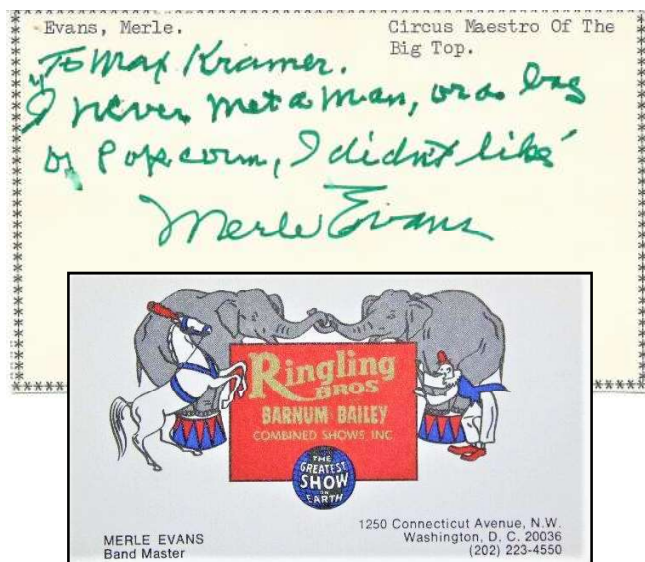 Evans, Merle.
Circus Maestro Of The
Big Top.
"To Max Kramer.
I never met a man, or a bag
of Popcorn, I didn't like"
Merle Evans
Ringling
BROS
BARNUM BAILEY
COMBINED SHOWS, INC
THE
GREATEST
SHOW
ON
EARTH
MERLE EVANS
Band Master
1250 Connecticut Avenue, N.W.
Washington, D. C. 20036
(202) 223-4550